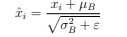 x̂ᵢ = (xᵢ + μ_B) / √(σ_B² + ε)